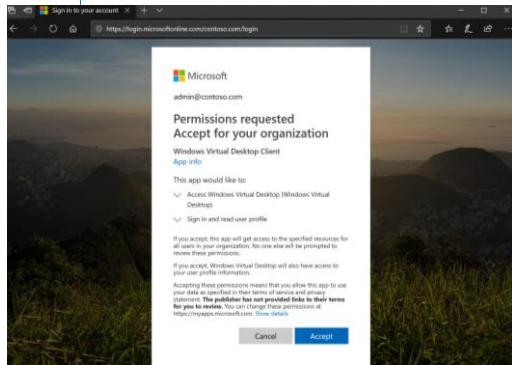 Sign in to your account
https://login.microsoftonline.com/contoso.com/login
Microsoft
admin@contoso.com
Permissions requested
Accept for your organization
Windows Virtual Desktop Client
App info
This app would like to:
Access Windows Virtual Desktop (Windows Virtual
Desktop)
Sign in and read user profile
If you accept, this app will get access to the specified resources for
all users in your organization. No one else will be prompted to
review these permissions.
If you accept, Windows Virtual Desktop will also have access to
your user profile information.
Accepting these permissions means that you allow this app to use
your data as specified in their terms of service and privacy
statement. The publisher has not provided links to their terms
for you to review. You can change these permissions at
https://myapps.microsoft.com. Show details
Cancel
Accept